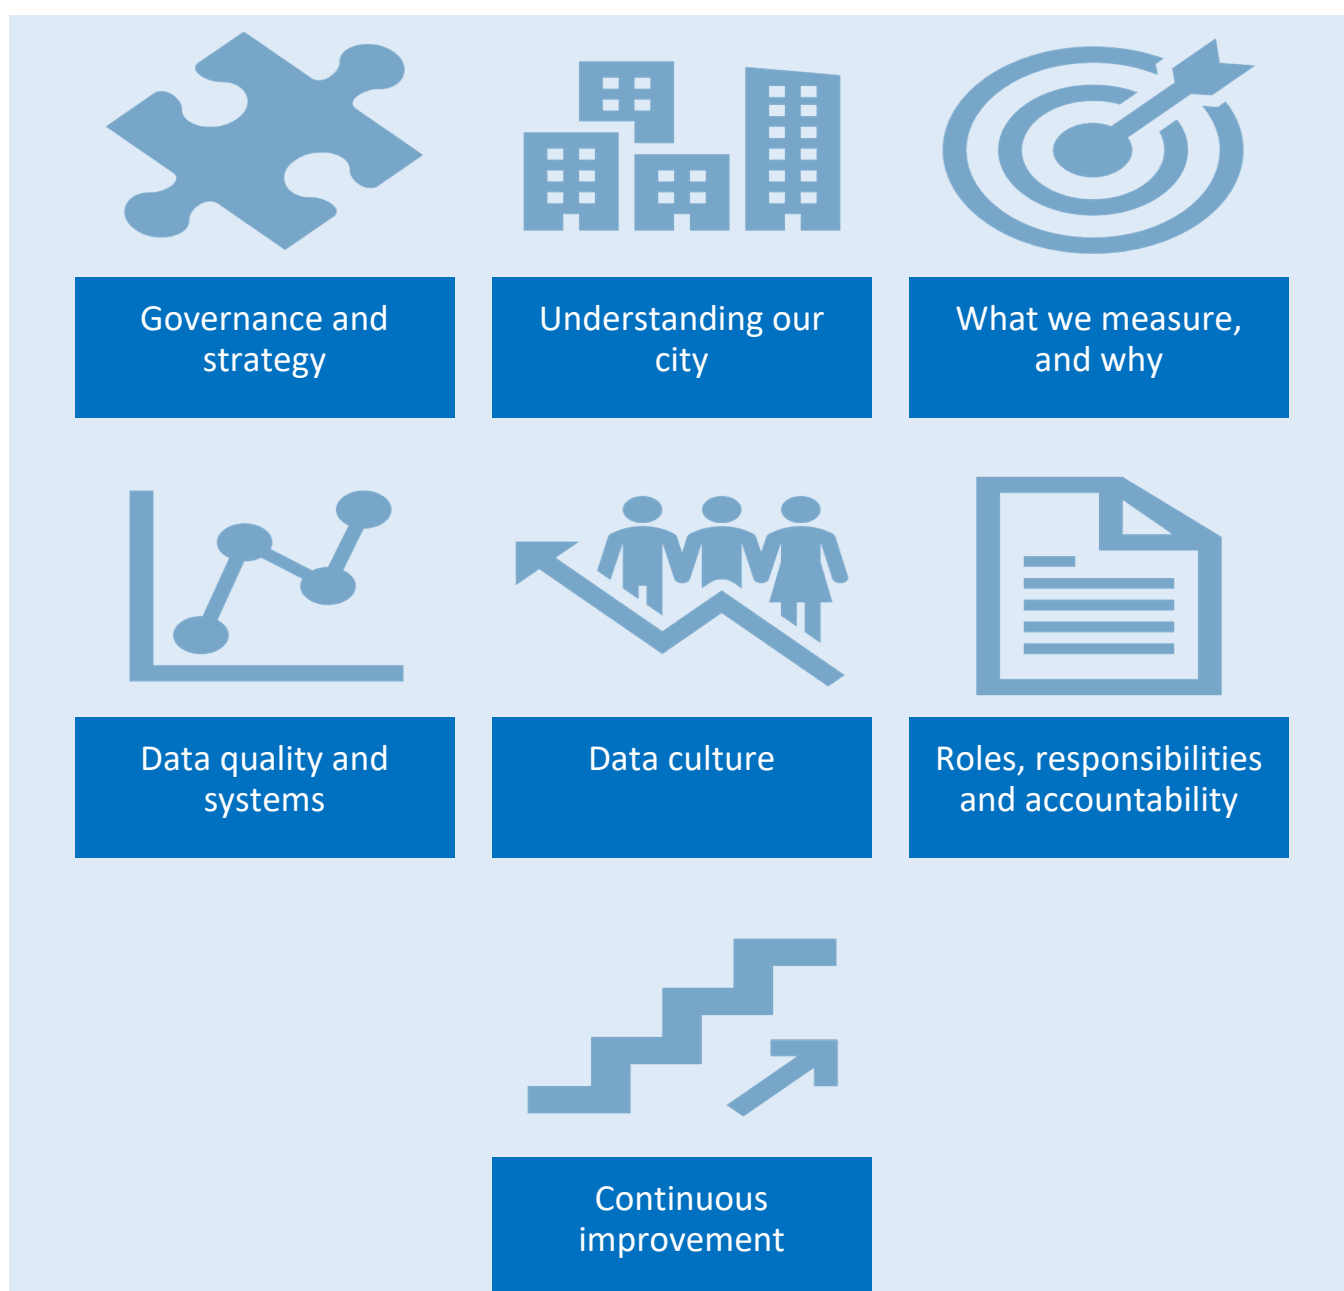 Governance and
strategy
Understanding our
city
What we measure,
and why
Data quality and
systems
Data culture
Roles, responsibilities
and accountability
Continuous
improvement